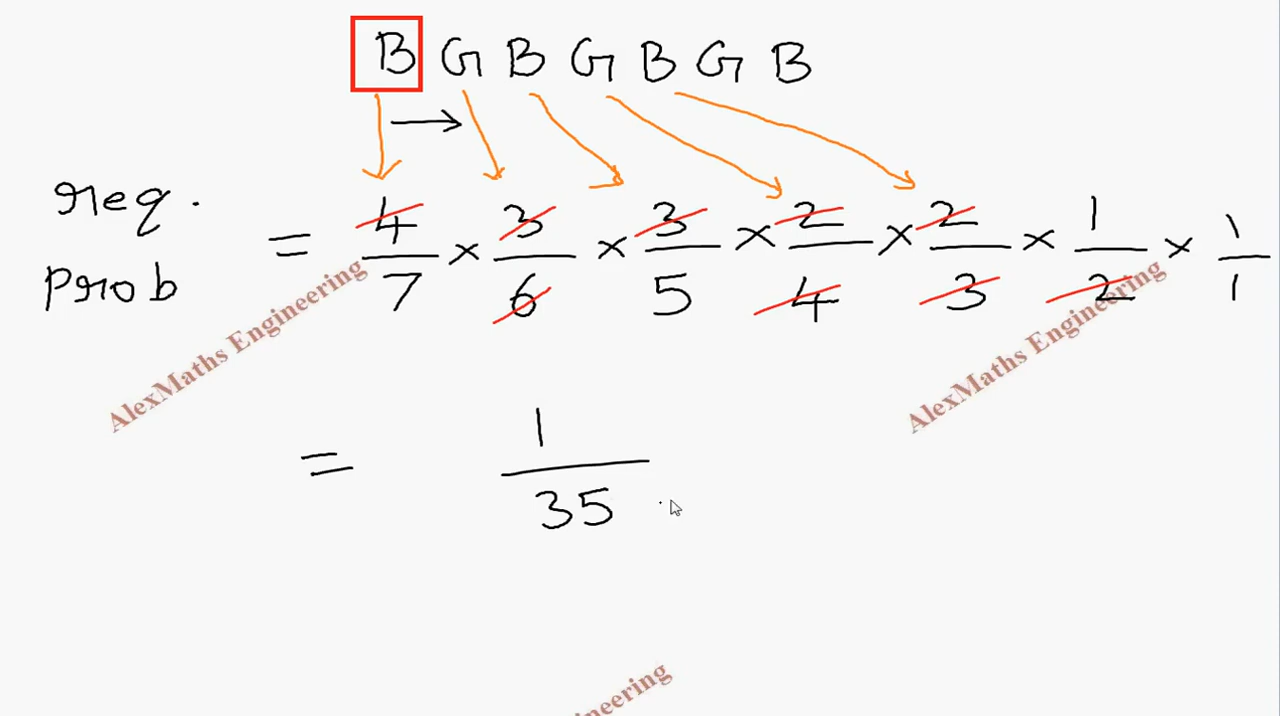 B G B G B G B
req.
prob
= 4/7 × 3/6 × 3/5 × 2/4 × 2/3 × 1/2 × 1/1
AlexMaths Engineering
AlexMaths Engineering
= 1/35